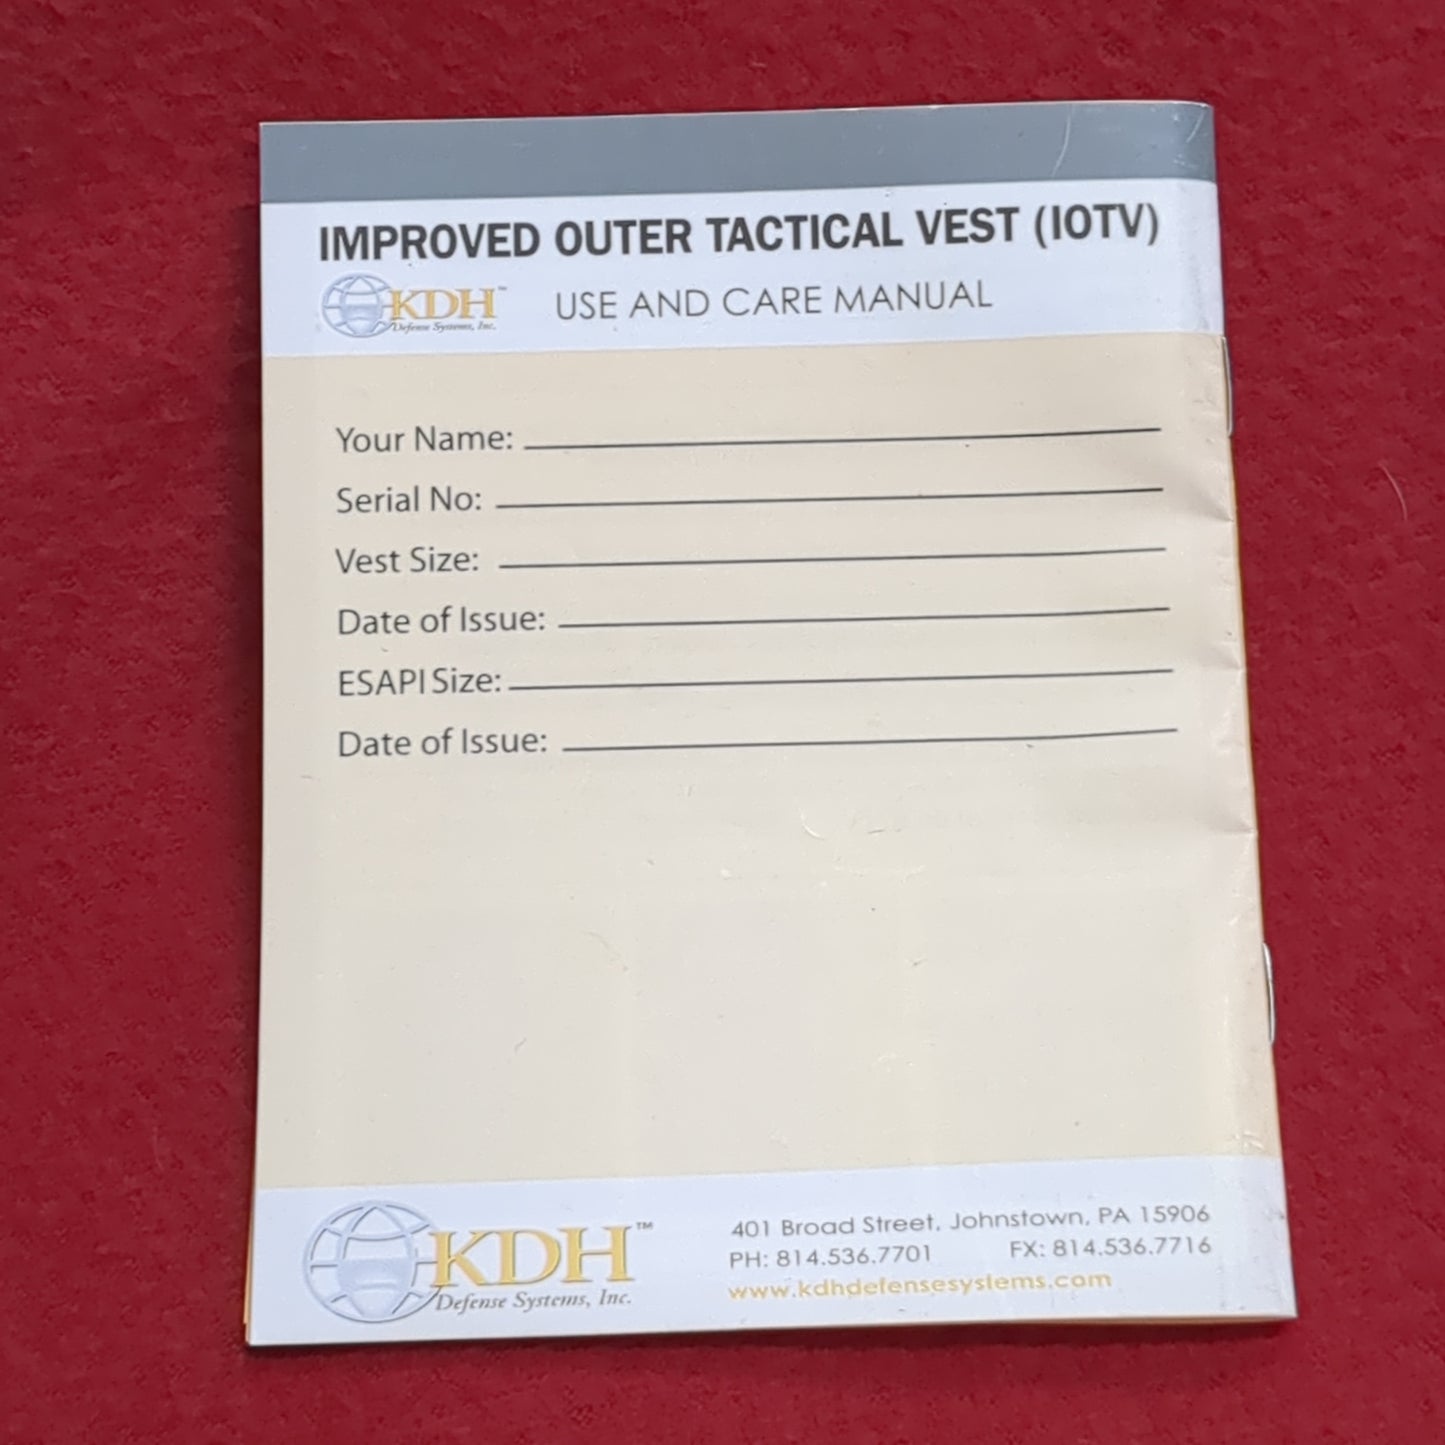 IMPROVED OUTER TACTICAL VEST (IOTV)
KDH™ USE AND CARE MANUAL
Defense Systems, Inc.
Your Name:
Serial No:
Vest Size:
Date of Issue:
ESAPI Size:
Date of Issue:
KDH™
Defense Systems, Inc.
401 Broad Street, Johnstown, PA 15906
PH: 814.536.7701 FX: 814.536.7716
www.kdhdefensesystems.com